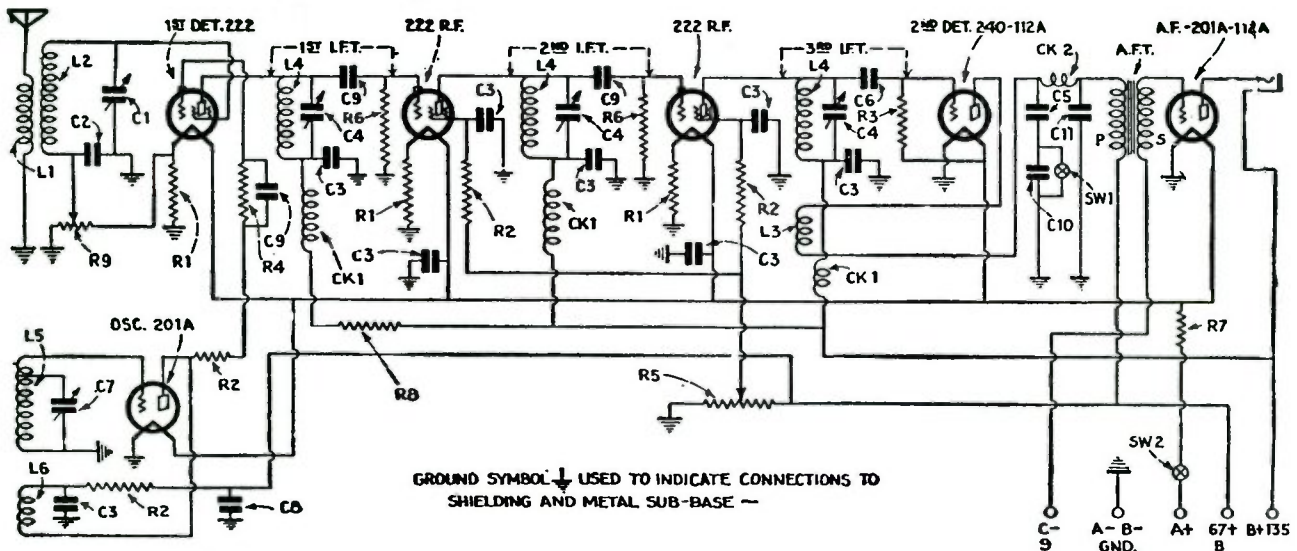 1ST DET. 222
222 R.F.
222 R.F.
2ND DET. 240-112A
A.F.-201A-112A
1ST I.F.T.
2ND I.F.T.
3RD I.F.T.
CK 2
A.F.T.
L2
L4
C9
L4
C9
L4
C6
C5
C1
C4
R6
C3
C4
R6
C3
C4
R3
C11
P
S
C2
L1
C3
C3
C3
SW1
R9
R1
R4
C9
CK1
R1
C3
R2
CK1
R1
C3
R2
L3
CK1
C10
OSC. 201A
L5
C7
R2
R8
R5
R7
L6
C3
R2
C8
SW2
GROUND SYMBOL USED TO INDICATE CONNECTIONS TO
SHIELDING AND METAL SUB-BASE —
C- A- B- A+ 67+ B+135
9 GND. B